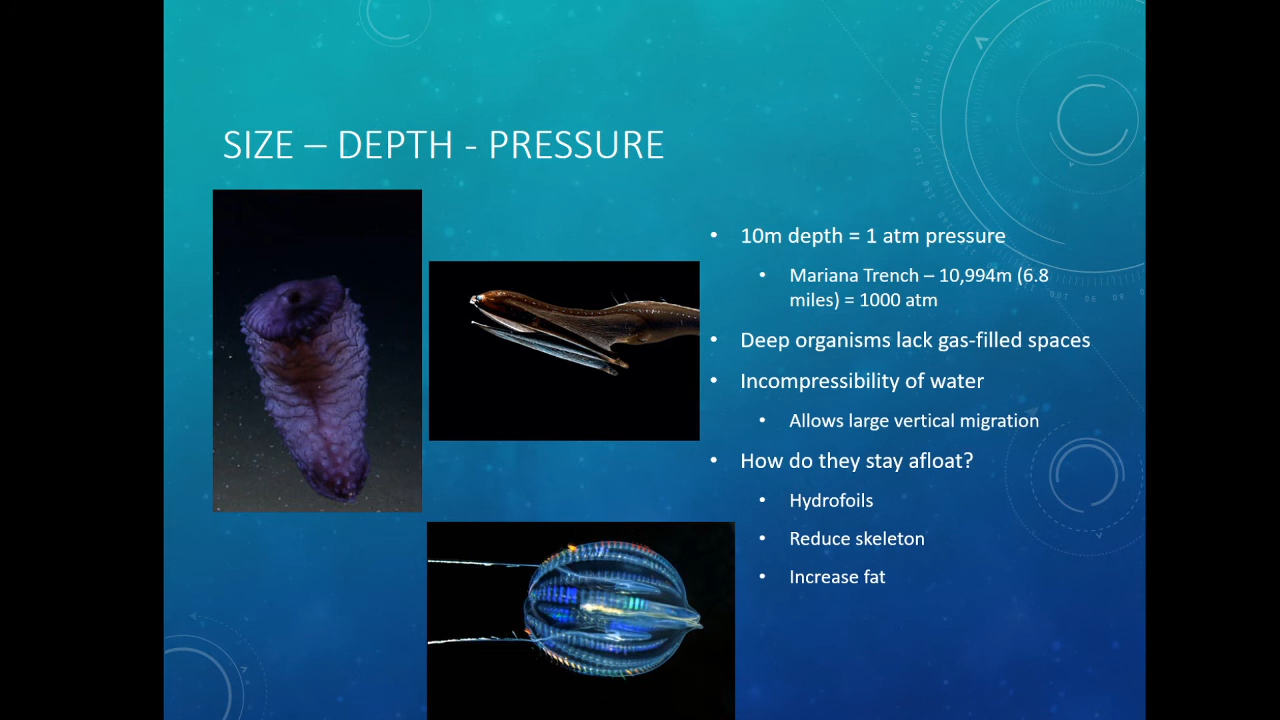 SIZE – DEPTH - PRESSURE
• 10m depth = 1 atm pressure
• Mariana Trench – 10,994m (6.8
miles) = 1000 atm
• Deep organisms lack gas-filled spaces
• Incompressibility of water
• Allows large vertical migration
• How do they stay afloat?
• Hydrofoils
• Reduce skeleton
• Increase fat